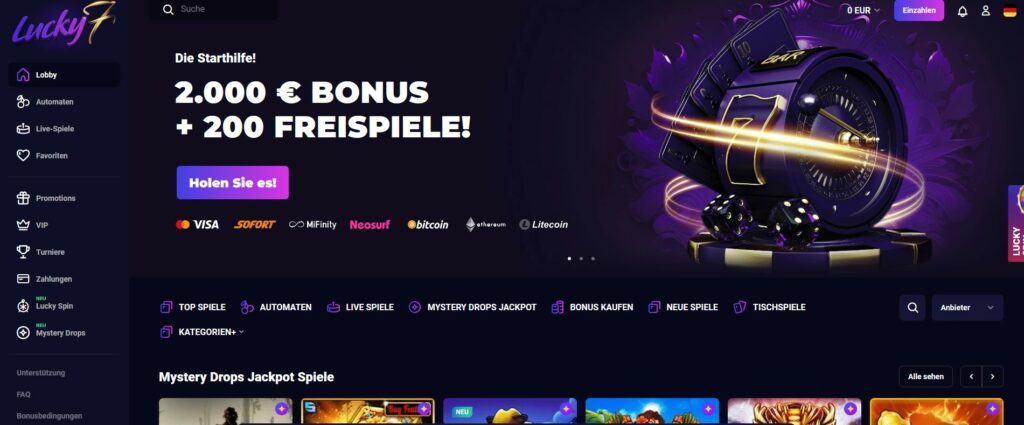 Lucky7
Suche
0 EUR
Einzahlen
Lobby
Automaten
Live-Spiele
Favoriten
Promotions
VIP
Turniere
Zahlungen
NEU
Lucky Spin
NEU
Mystery Drops
Unterstützung
FAQ
Bonusbedingungen
Die Starthilfe!
2.000 € BONUS
+ 200 FREISPIELE!
Holen Sie es!
VISA SOFORT MiFinity Neosurf bitcoin ethereum Litecoin
BAR
7
LUCKY
TOP SPIELE AUTOMATEN LIVE SPIELE MYSTERY DROPS JACKPOT BONUS KAUFEN NEUE SPIELE TISCHSPIELE
Anbieter
KATEGORIEN+
Mystery Drops Jackpot Spiele
Alle sehen
Buy Feature
NEU